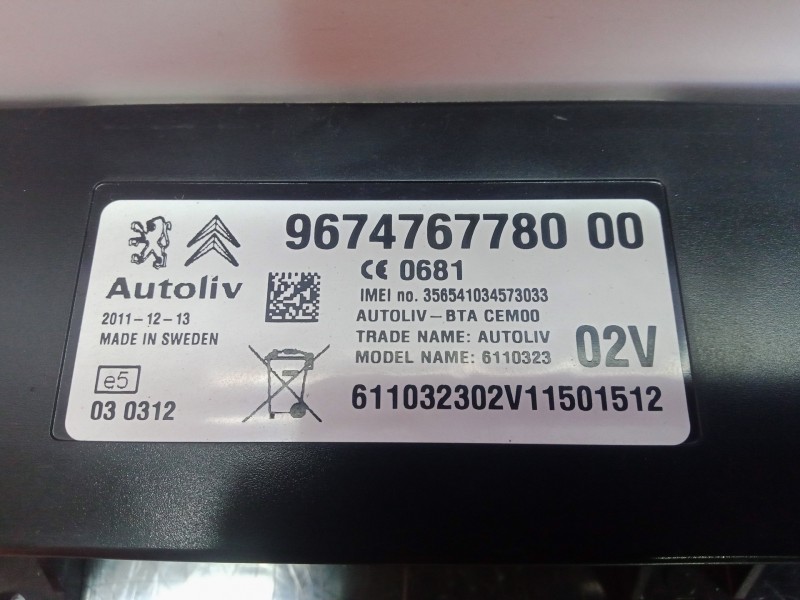 9674767780 00
CE 0681
Autoliv
IMEI no. 356541034573033
2011-12-13
AUTOLIV-BTA CEM00
MADE IN SWEDEN
TRADE NAME: AUTOLIV
MODEL NAME: 6110323
02V
e5
03 0312
611032302V11501512